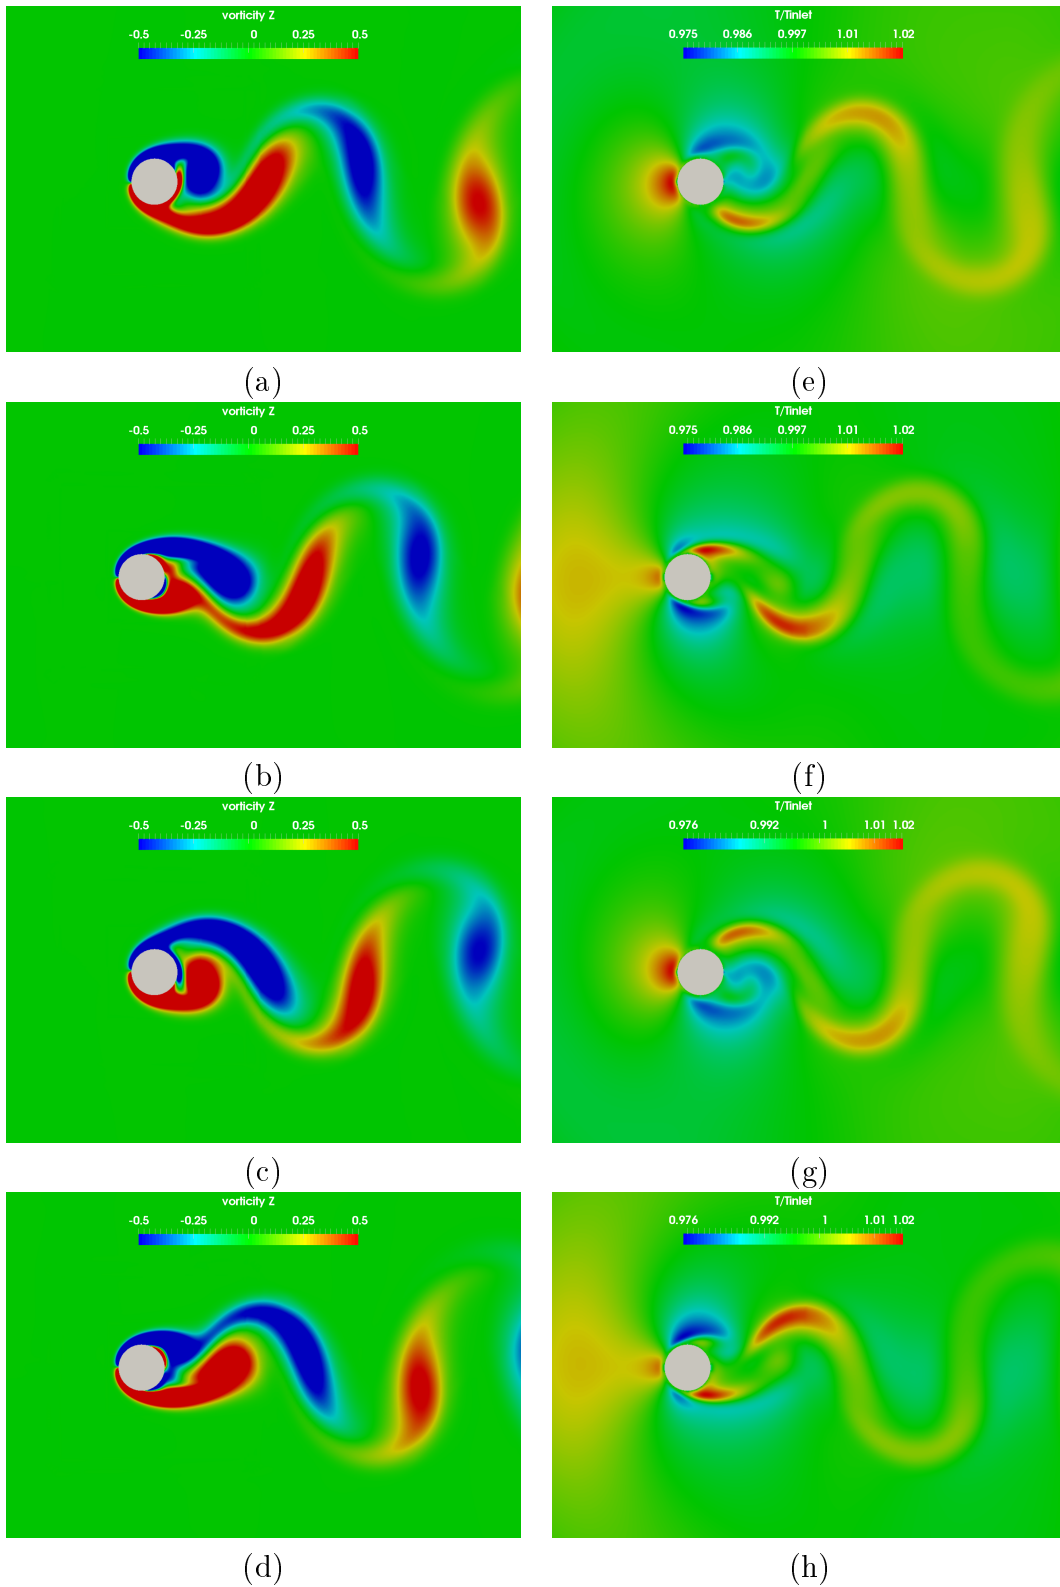 vorticity Z
-0.5 -0.25 0 0.25 0.5
T/Tinlet
0.975 0.986 0.997 1.01 1.02
(a)
(e)
vorticity Z
-0.5 -0.25 0 0.25 0.5
T/Tinlet
0.975 0.986 0.997 1.01 1.02
(b)
(f)
vorticity Z
-0.5 -0.25 0 0.25 0.5
T/Tinlet
0.976 0.992 1 1.01 1.02
(c)
(g)
vorticity Z
-0.5 -0.25 0 0.25 0.5
T/Tinlet
0.976 0.992 1 1.01 1.02
(d)
(h)